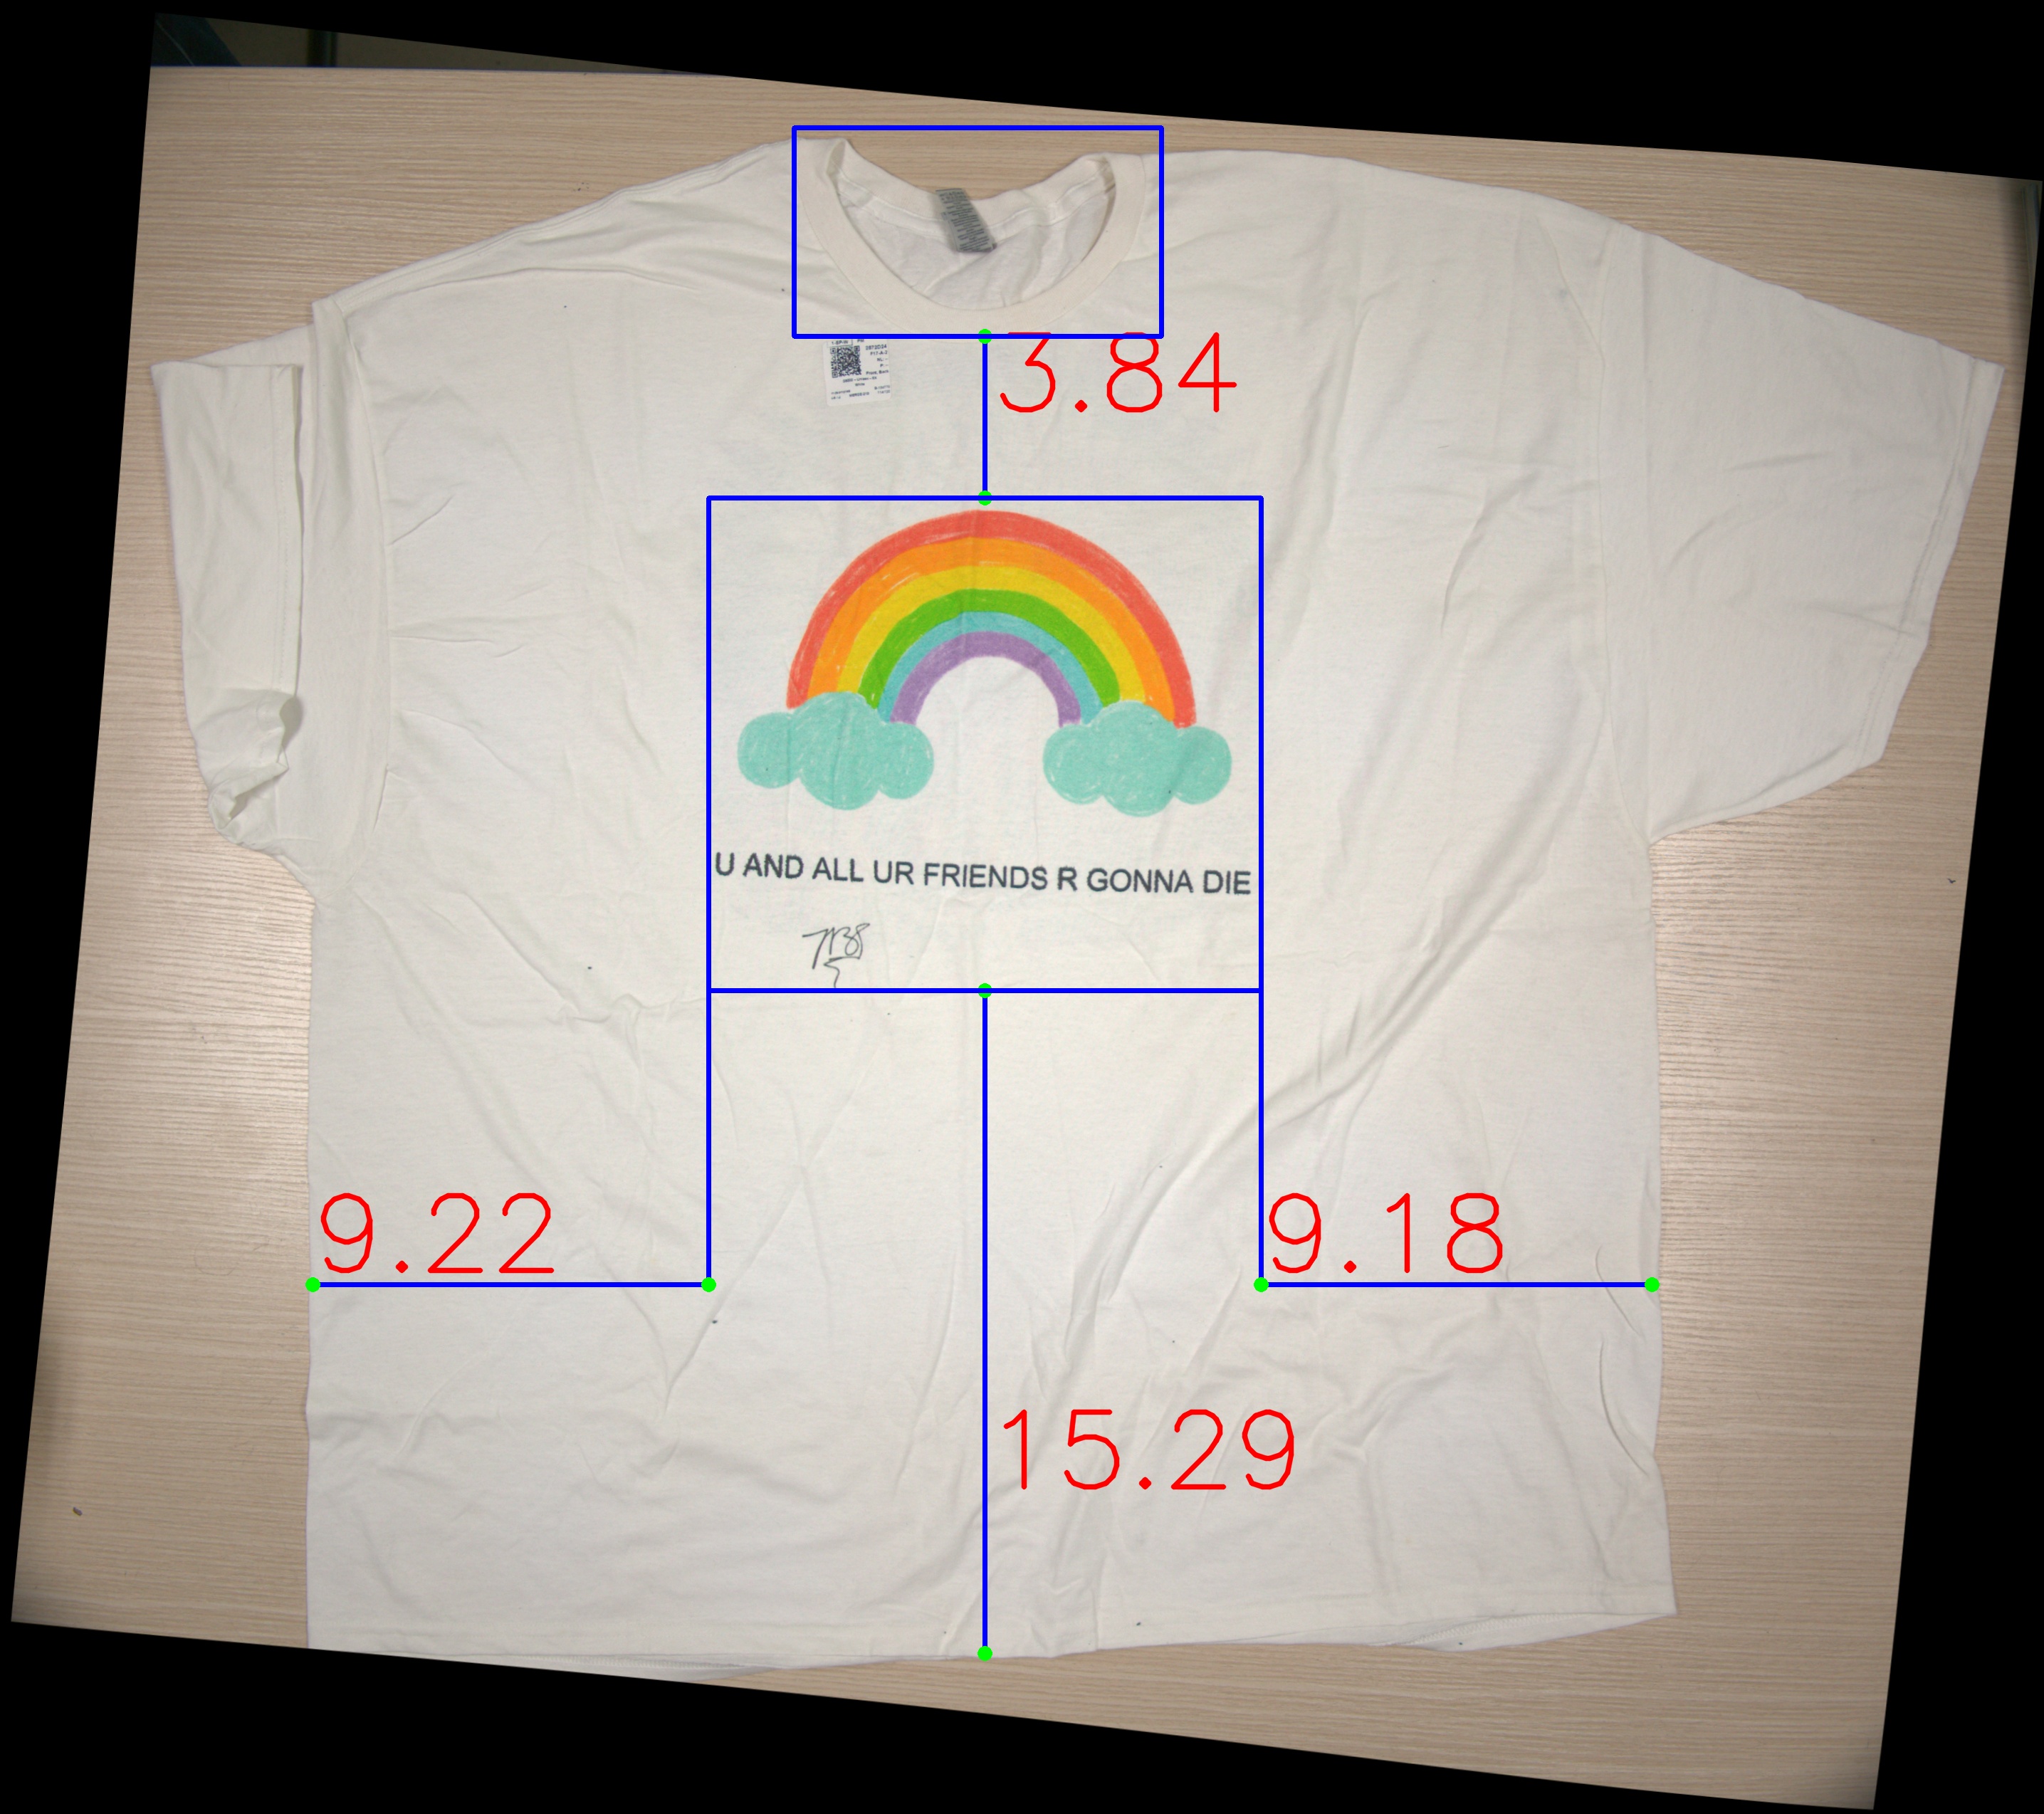 3.84
U AND ALL UR FRIENDS R GONNA DIE
9.22
9.18
15.29